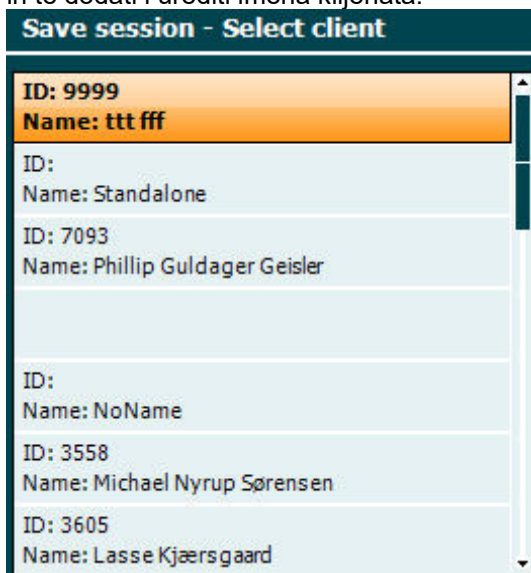 Save session - Select client
ID: 9999
Name: ttt fff
ID:
Name: Standalone
ID: 7093
Name: Phillip Guldager Geisler
ID:
Name: NoName
ID: 3558
Name: Michael Nyrup Sørensen
ID: 3605
Name: Lasse Kjærsgaard